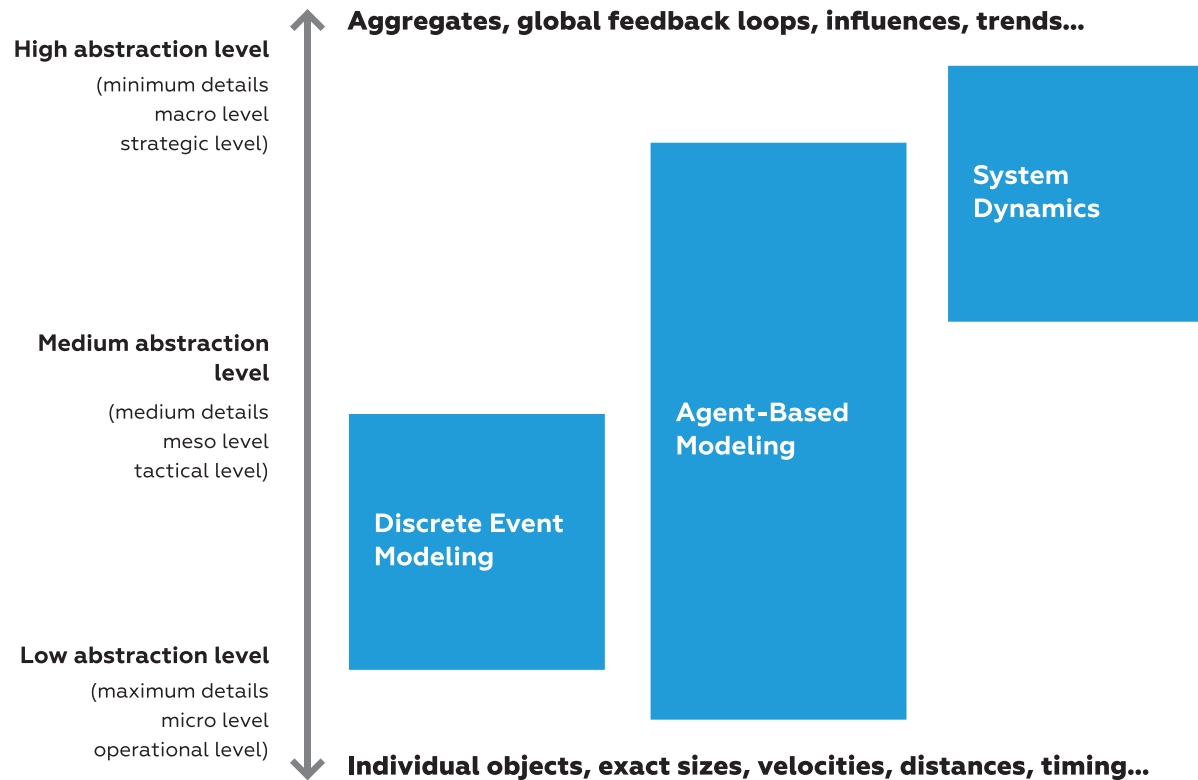 Aggregates, global feedback loops, influences, trends...
High abstraction level
(minimum details
macro level
strategic level)
System
Dynamics
Medium abstraction
level
(medium details
meso level
tactical level)
Agent-Based
Modeling
Discrete Event
Modeling
Low abstraction level
(maximum details
micro level
operational level)
Individual objects, exact sizes, velocities, distances, timing...